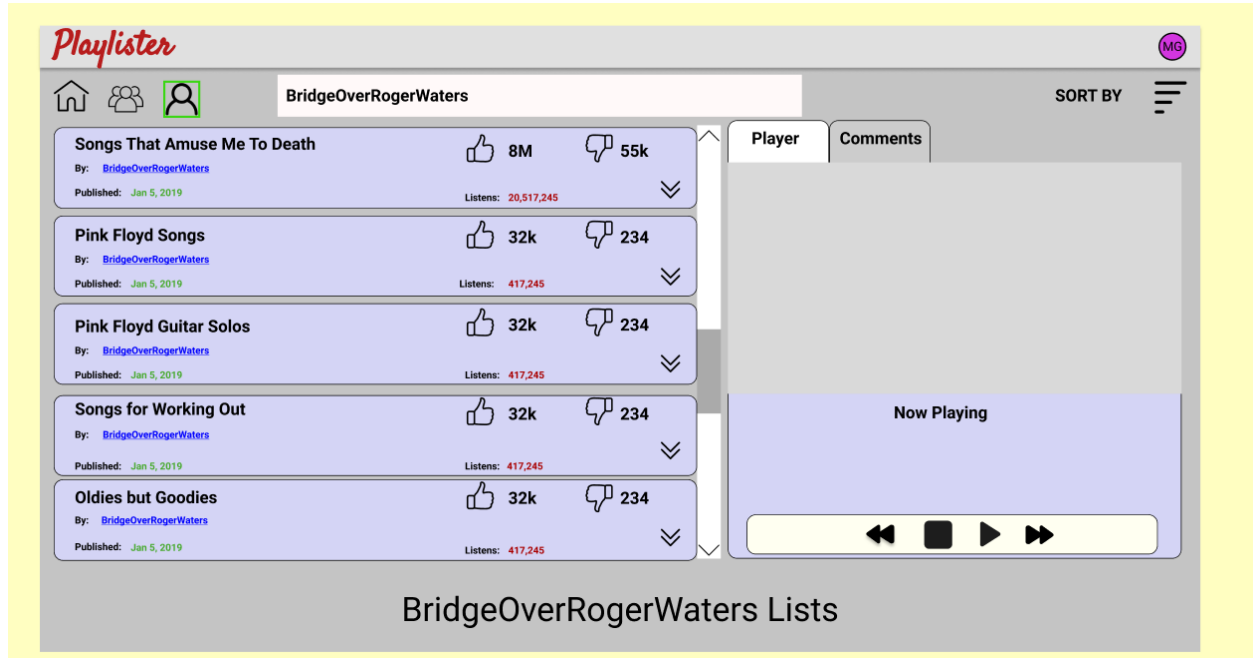 Playlister
MG
BridgeOverRogerWaters
SORT BY
Songs That Amuse Me To Death
8M
55k
By: BridgeOverRogerWaters
Published: Jan 5, 2019
Listens: 20,517,245
Pink Floyd Songs
32k
234
By: BridgeOverRogerWaters
Published: Jan 5, 2019
Listens: 417,245
Pink Floyd Guitar Solos
32k
234
By: BridgeOverRogerWaters
Published: Jan 5, 2019
Listens: 417,245
Songs for Working Out
32k
234
By: BridgeOverRogerWaters
Published: Jan 5, 2019
Listens: 417,245
Oldies but Goodies
32k
234
By: BridgeOverRogerWaters
Published: Jan 5, 2019
Listens: 417,245
Player
Comments
Now Playing
BridgeOverRogerWaters Lists